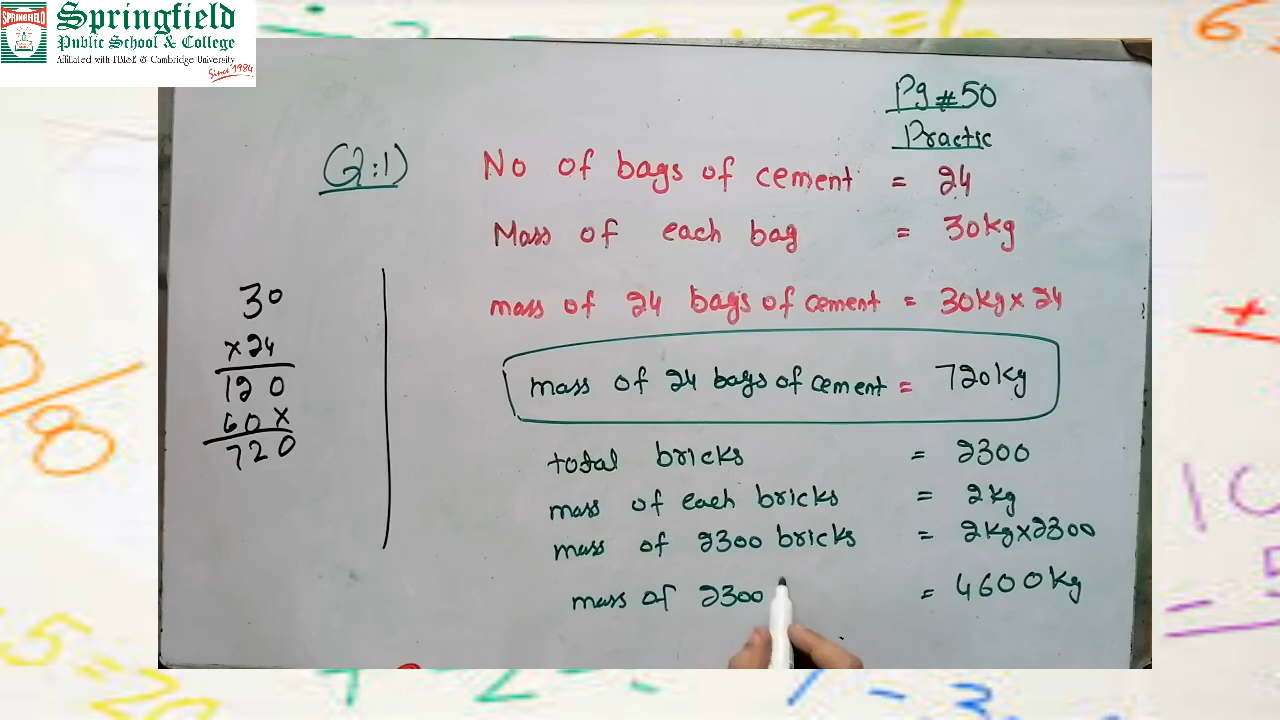 SPRINGFIELD
Springfield
Public School & College
Affiliated with FBISE & Cambridge University
Since 1984
Pg #50
Practic
Q:1)
No of bags of cement = 24
Mass of each bag = 30kg
mass of 24 bags of cement = 30kg x 24
mass of 24 bags of cement = 720kg
total bricks = 2300
mass of each bricks = 2kg
mass of 2300 bricks = 2kgx2300
mass of 2300 = 4600kg
30
x24
120
60x
720